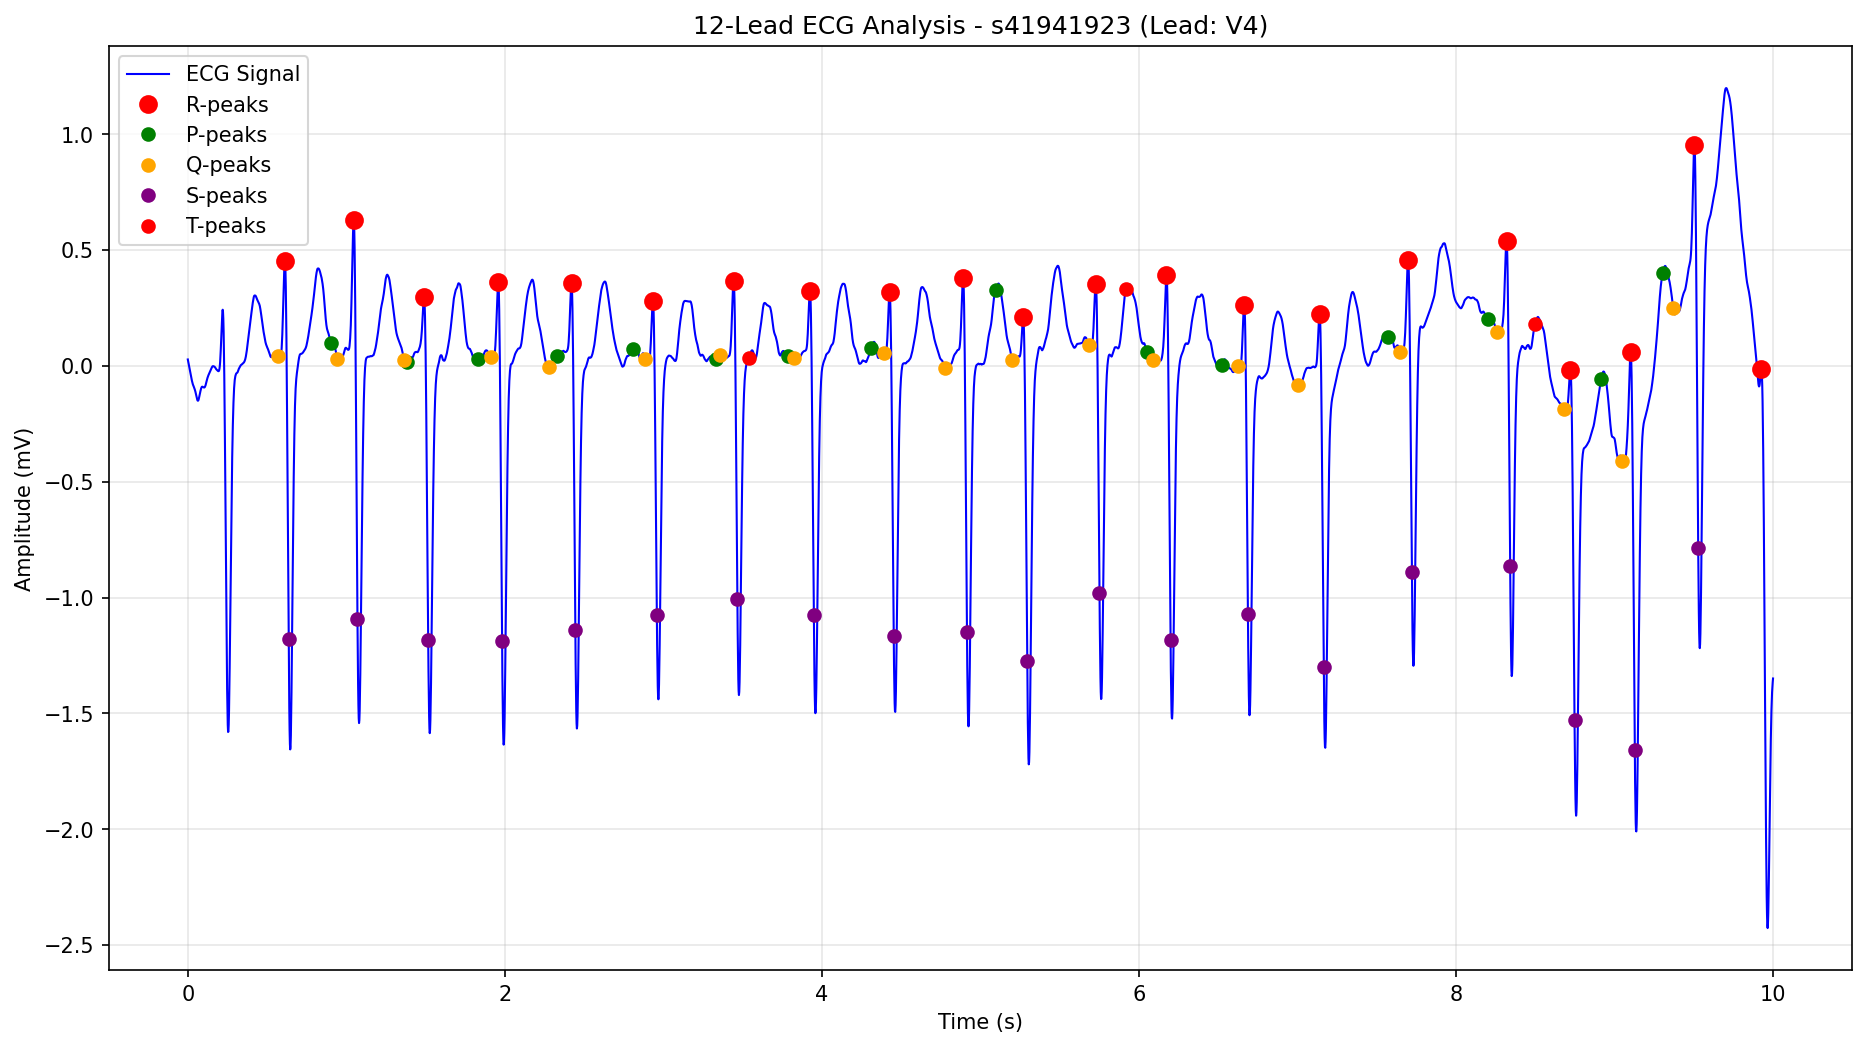 12-Lead ECG Analysis - s41941923 (Lead: V4)
ECG Signal
R-peaks
P-peaks
Q-peaks
S-peaks
T-peaks
1.0
0.5
0.0
−0.5
−1.0
−1.5
−2.0
−2.5
Amplitude (mV)
0 2 4 6 8 10
Time (s)